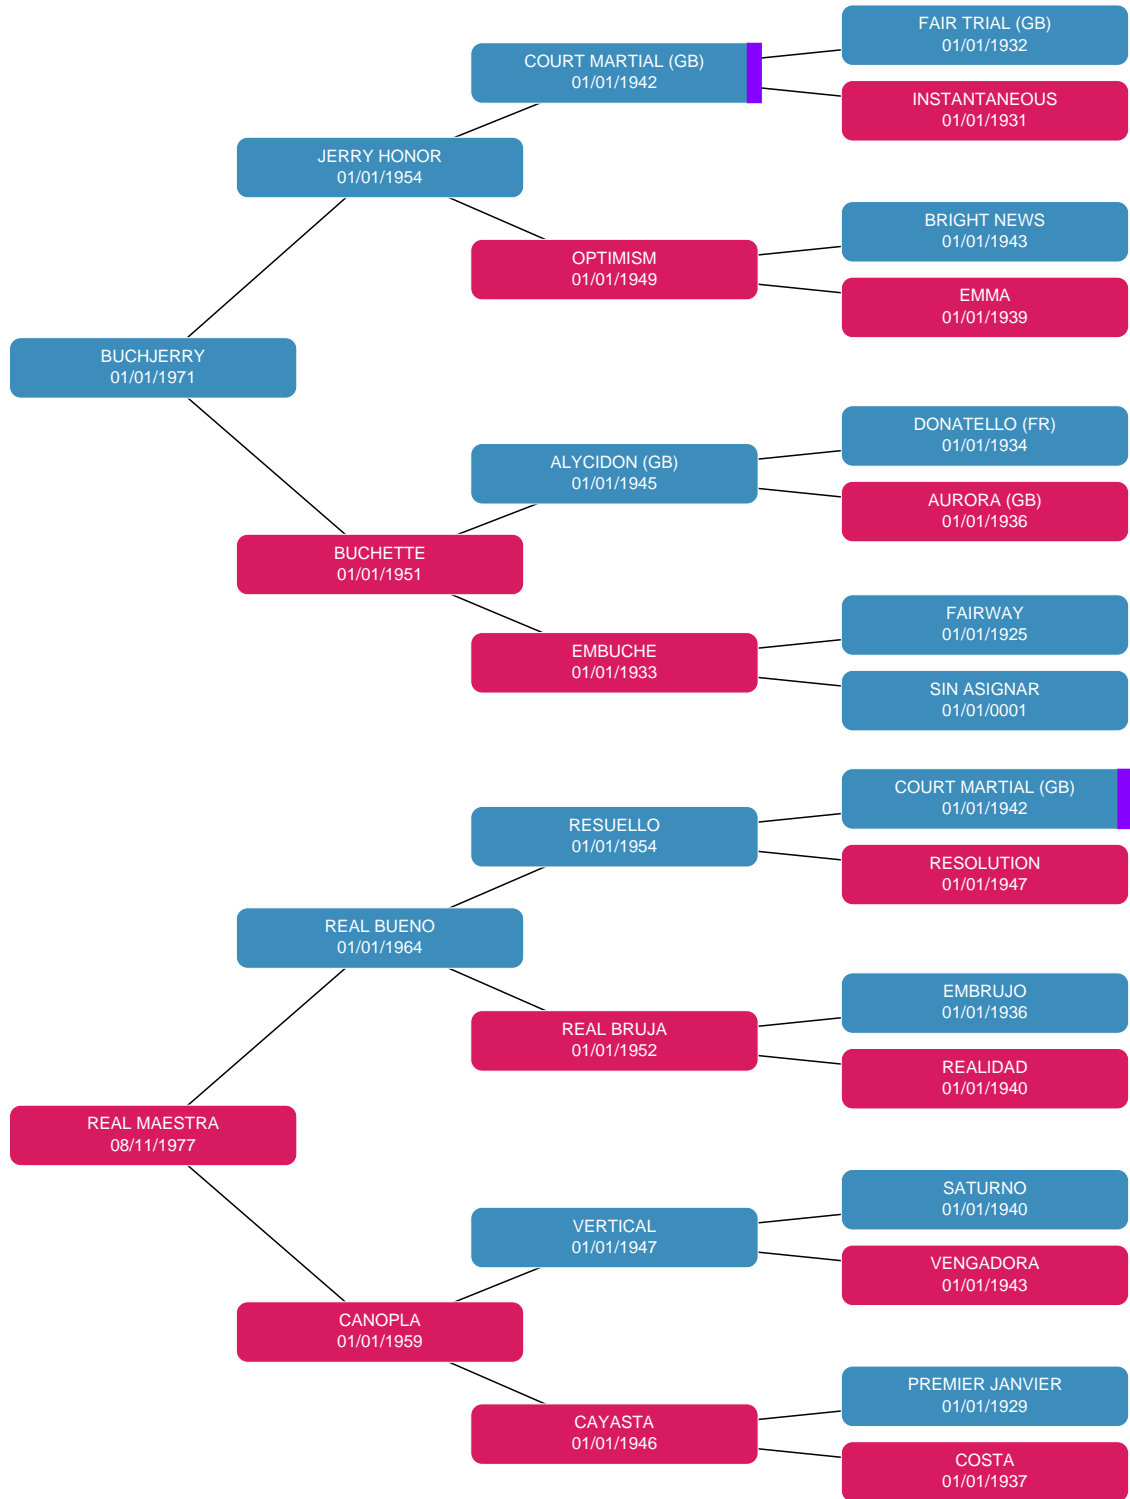 FAIR TRIAL (GB)
01/01/1932
COURT MARTIAL (GB)
01/01/1942
INSTANTANEOUS
01/01/1931
JERRY HONOR
01/01/1954
BRIGHT NEWS
01/01/1943
OPTIMISM
01/01/1949
EMMA
01/01/1939
BUCHJERRY
01/01/1971
DONATELLO (FR)
01/01/1934
ALYCIDON (GB)
01/01/1945
AURORA (GB)
01/01/1936
BUCHETTE
01/01/1951
FAIRWAY
01/01/1925
EMBUCHE
01/01/1933
SIN ASIGNAR
01/01/0001
COURT MARTIAL (GB)
01/01/1942
RESUELLO
01/01/1954
RESOLUTION
01/01/1947
REAL BUENO
01/01/1964
EMBRUJO
01/01/1936
REAL BRUJA
01/01/1952
REALIDAD
01/01/1940
REAL MAESTRA
08/11/1977
SATURNO
01/01/1940
VERTICAL
01/01/1947
VENGADORA
01/01/1943
CANOPLA
01/01/1959
PREMIER JANVIER
01/01/1929
CAYASTA
01/01/1946
COSTA
01/01/1937